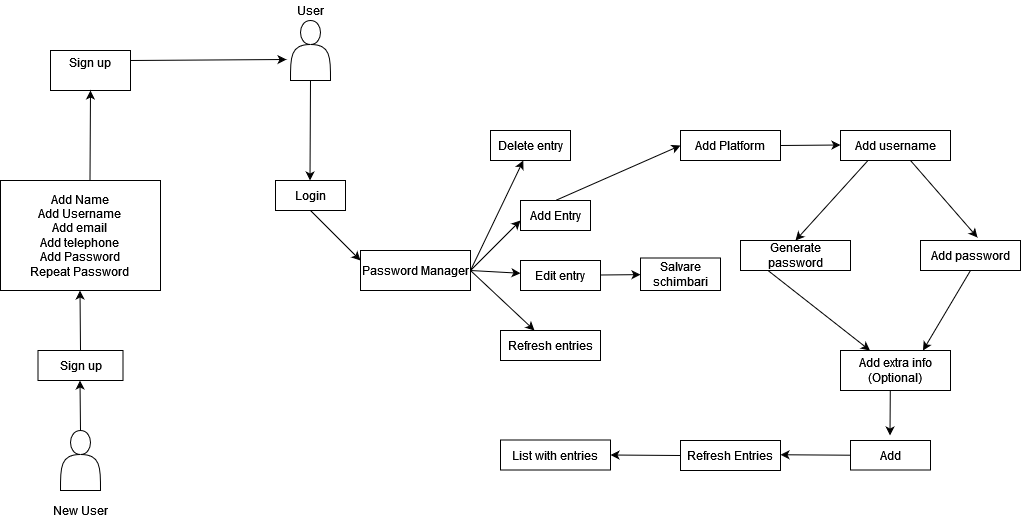 User
Sign up
Delete entry
Add Platform
Add username
Add Name
Add Username
Add email
Add telephone
Add Password
Repeat Password
Login
Add Entry
Generate
password
Add password
Password Manager
Edit entry
Salvare
schimbari
Refresh entries
Sign up
Add extra info
(Optional)
List with entries
Refresh Entries
Add
New User